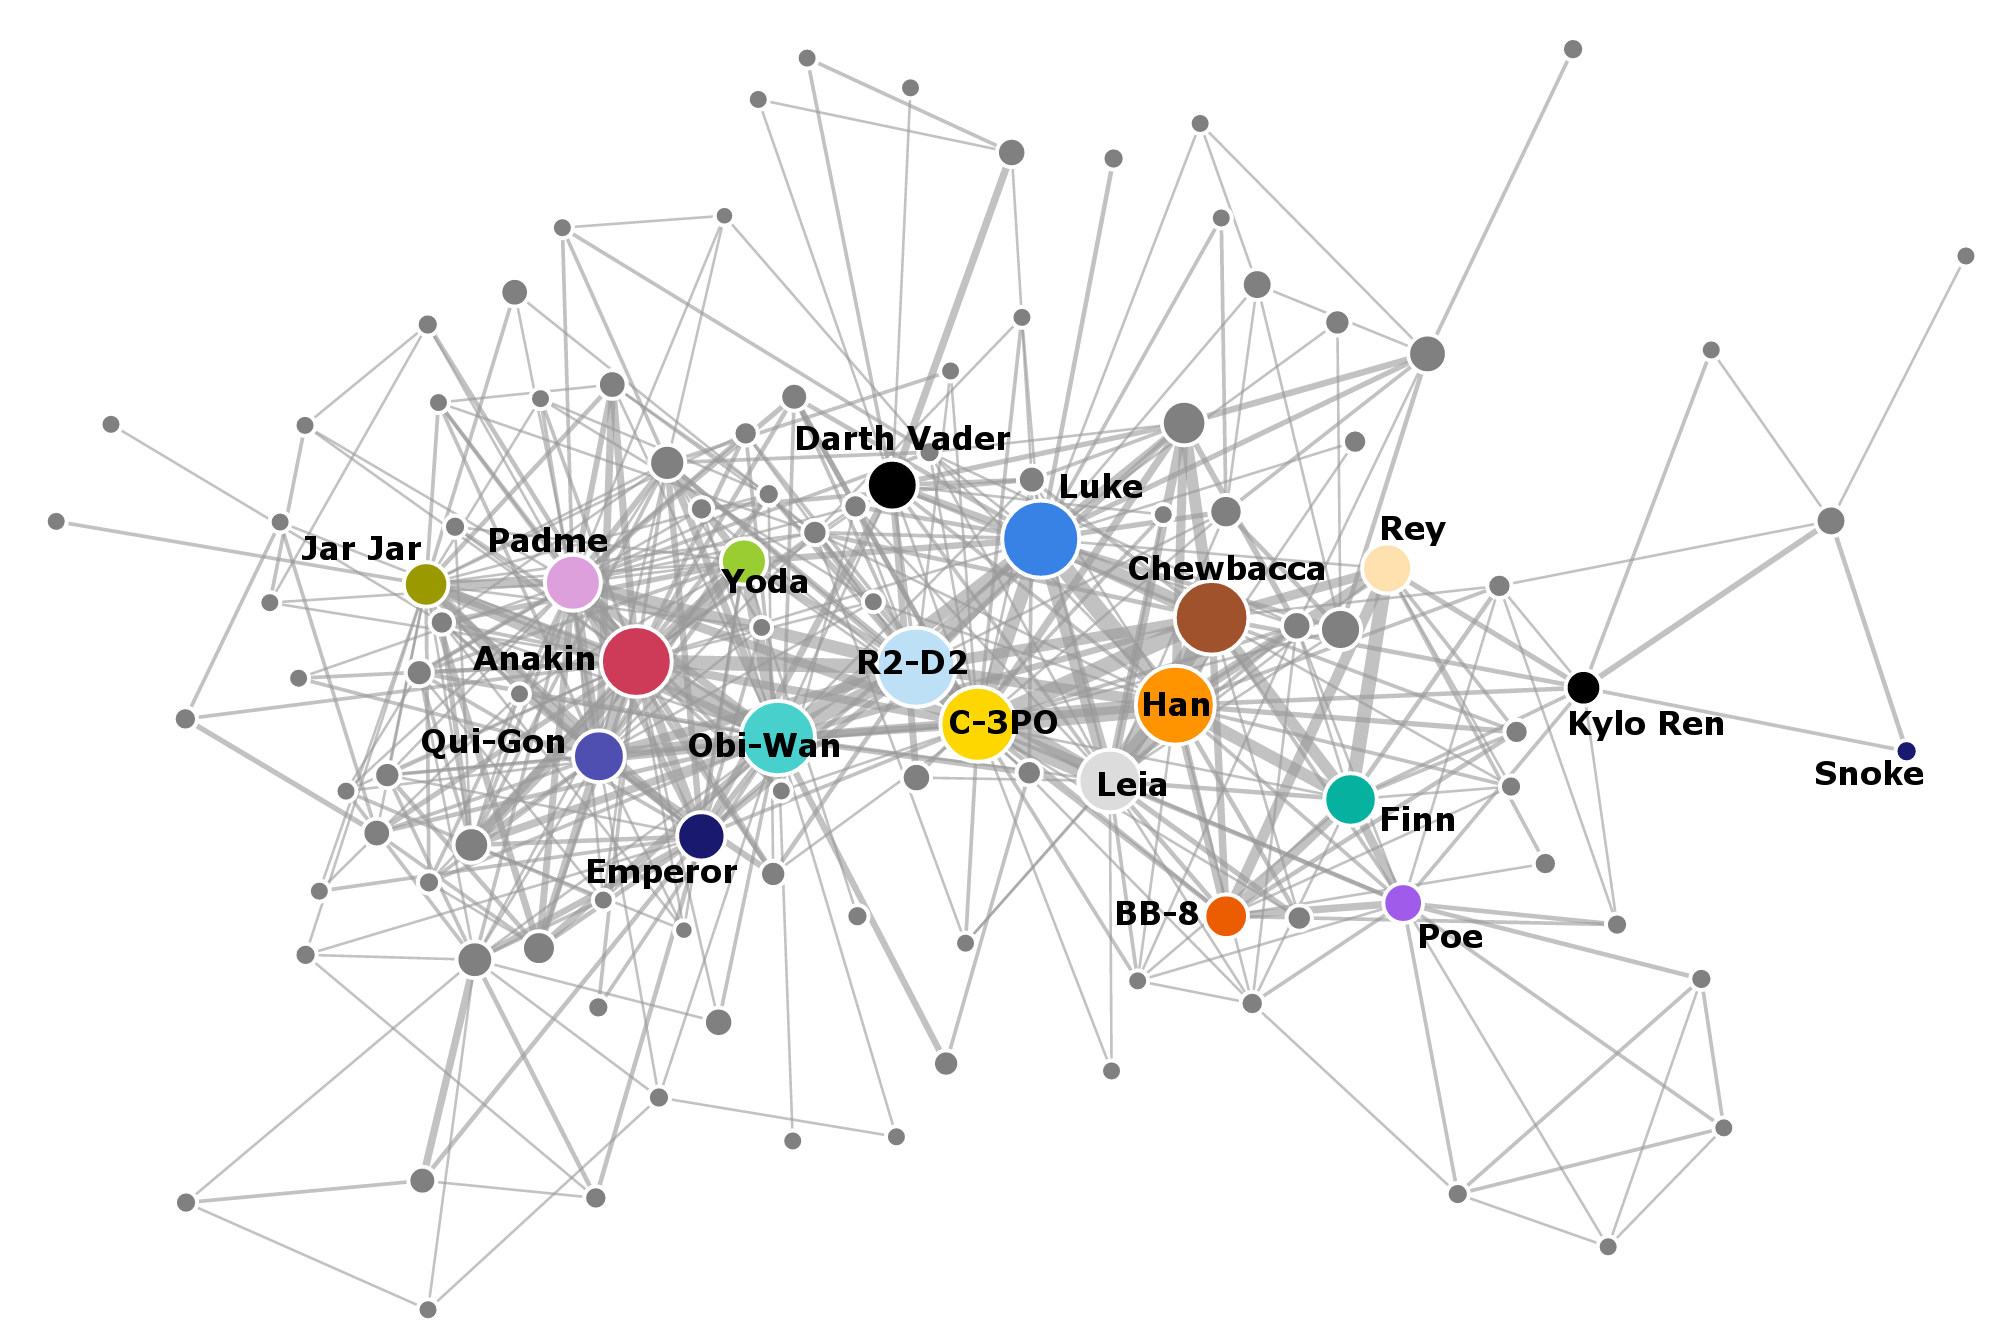 Darth Vader
Luke
Rey
Jar Jar
Padme
Yoda
Chewbacca
Anakin
R2-D2
Han
C-3PO
Kylo Ren
Qui-Gon
Obi-Wan
Snoke
Leia
Finn
Emperor
BB-8
Poe